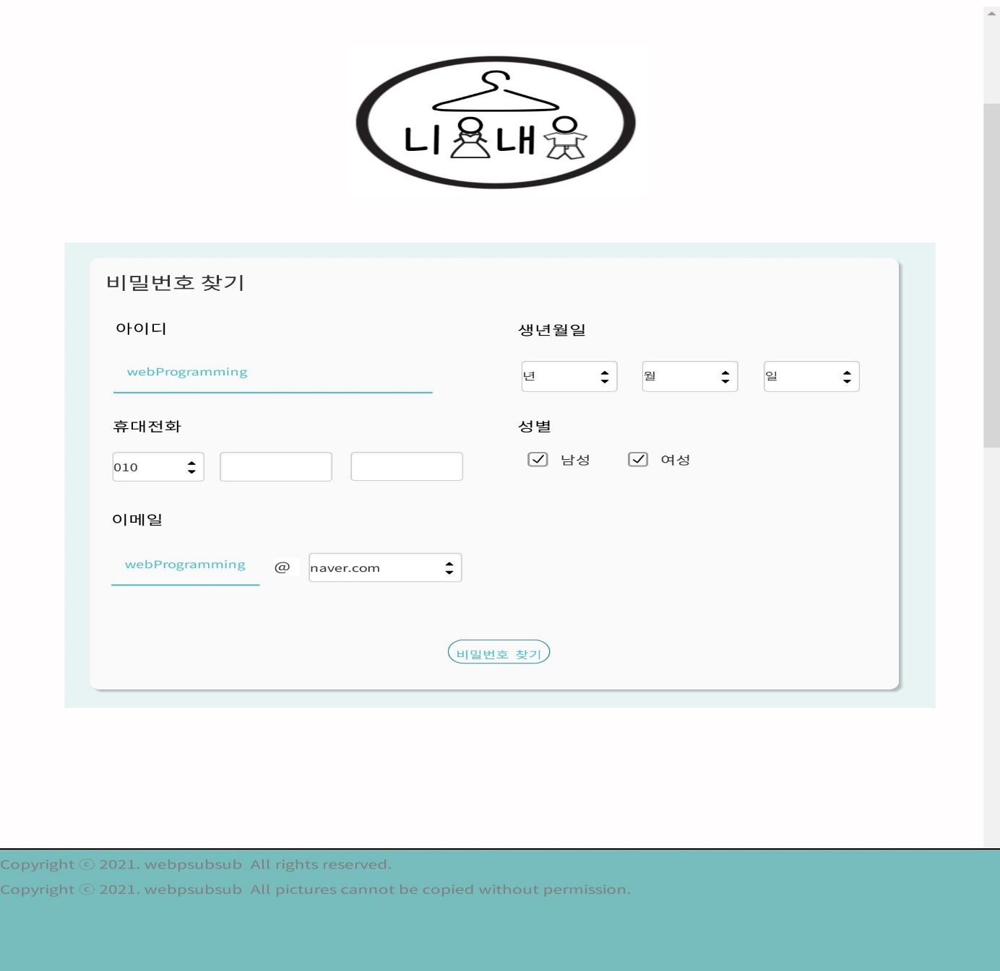 니옷내옷
비밀번호 찾기
아이디
생년월일
webProgramming
년
월
일
휴대전화
성별
010
남성
여성
이메일
webProgramming
@
naver.com
비밀번호 찾기
Copyright ⓒ 2021. webpsubsub All rights reserved.
Copyright ⓒ 2021. webpsubsub All pictures cannot be copied without permission.